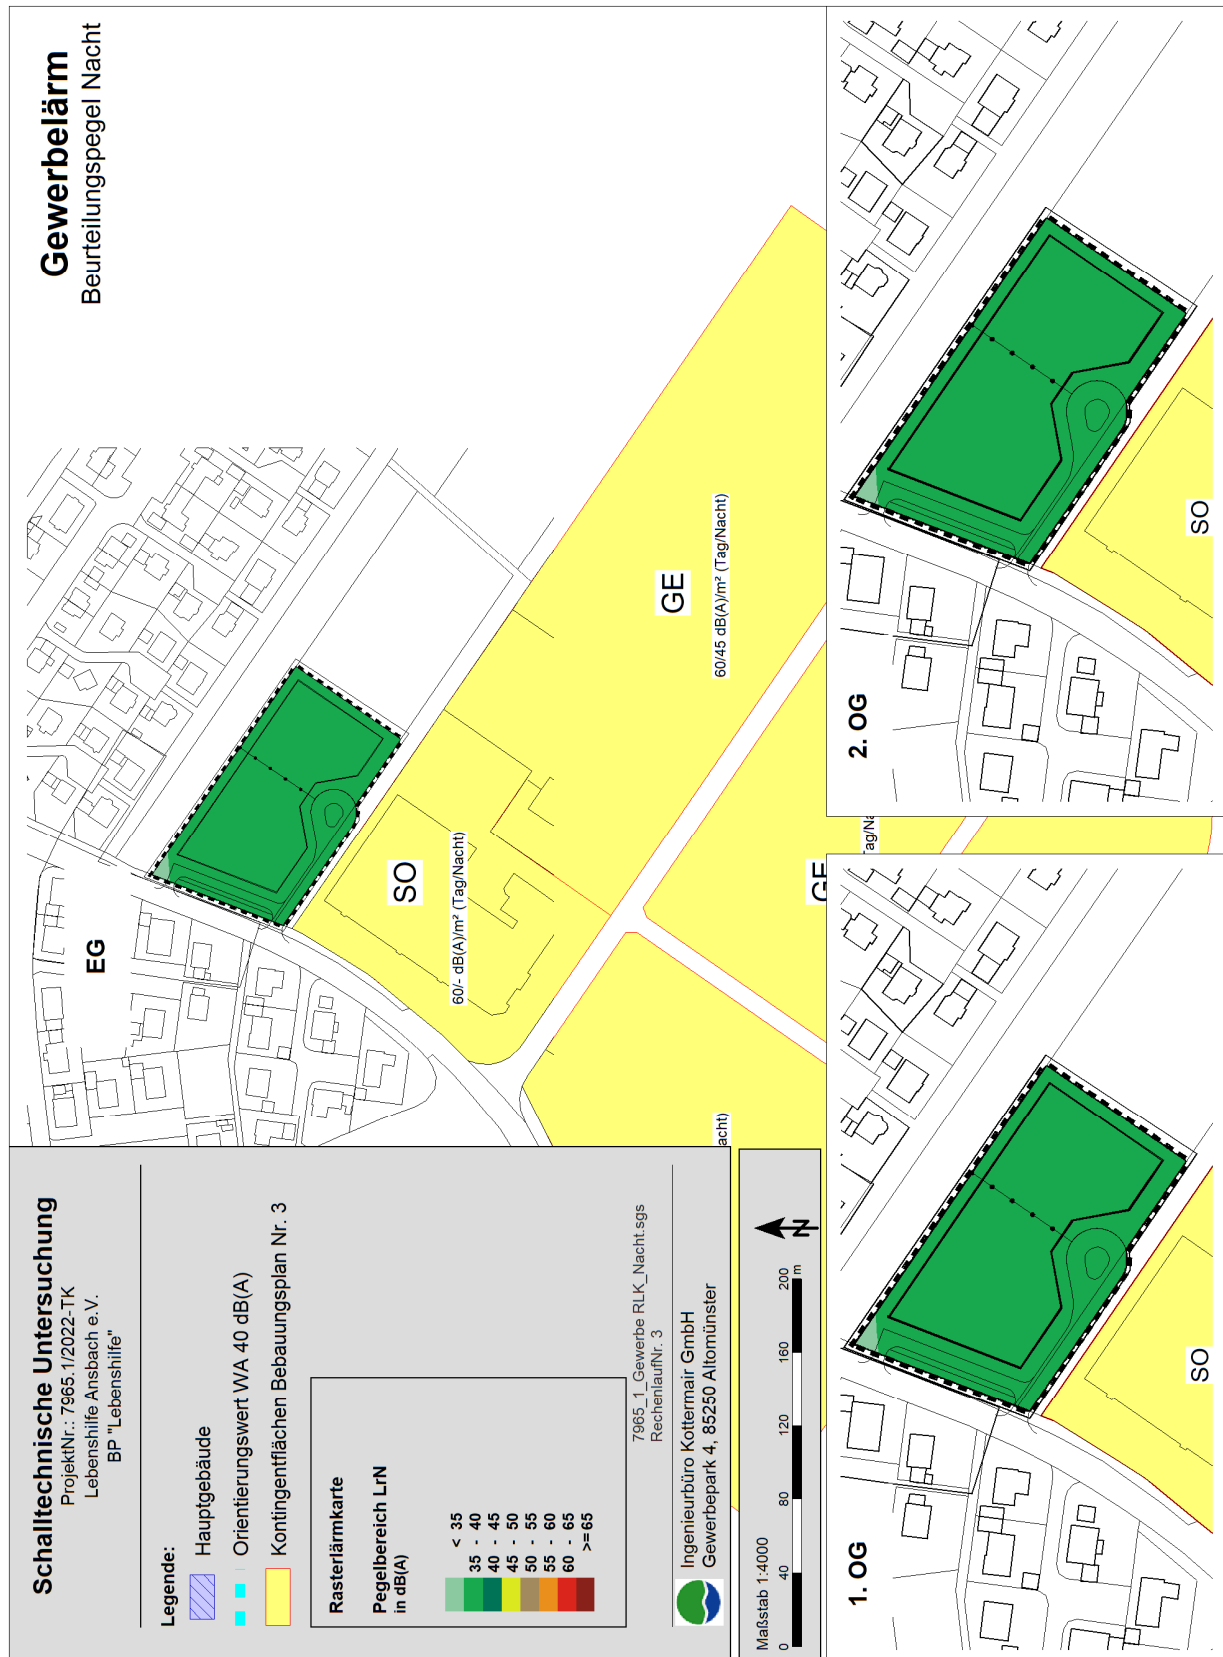 Gewerbelärm
Beurteilungspegel Nacht
EG
SO
60/- dB(A)/m² (Tag/Nacht)
GE
60/45 dB(A)/m² (Tag/Nacht)
GE
Tag/Na
acht)
Schalltechnische Untersuchung
ProjektNr.: 7965.1/2022-TK
Lebenshilfe Ansbach e.V.
BP "Lebenshilfe"
Legende:
Hauptgebäude
Orientierungswert WA 40 dB(A)
Kontingentflächen Bebauungsplan Nr. 3
Rasterlärmkarte
Pegelbereich LrN
in dB(A)
< 35
35 - 40
40 - 45
45 - 50
50 - 55
55 - 60
60 - 65
>= 65
7965_1_Gewerbe RLK_Nacht.sgs
RechenlaufNr. 3
Ingenieurbüro Kottermair GmbH
Gewerbepark 4, 85250 Altomünster
Maßstab 1:4000
0 40 80 120 160 200
m
N
1. OG
SO
2. OG
SO